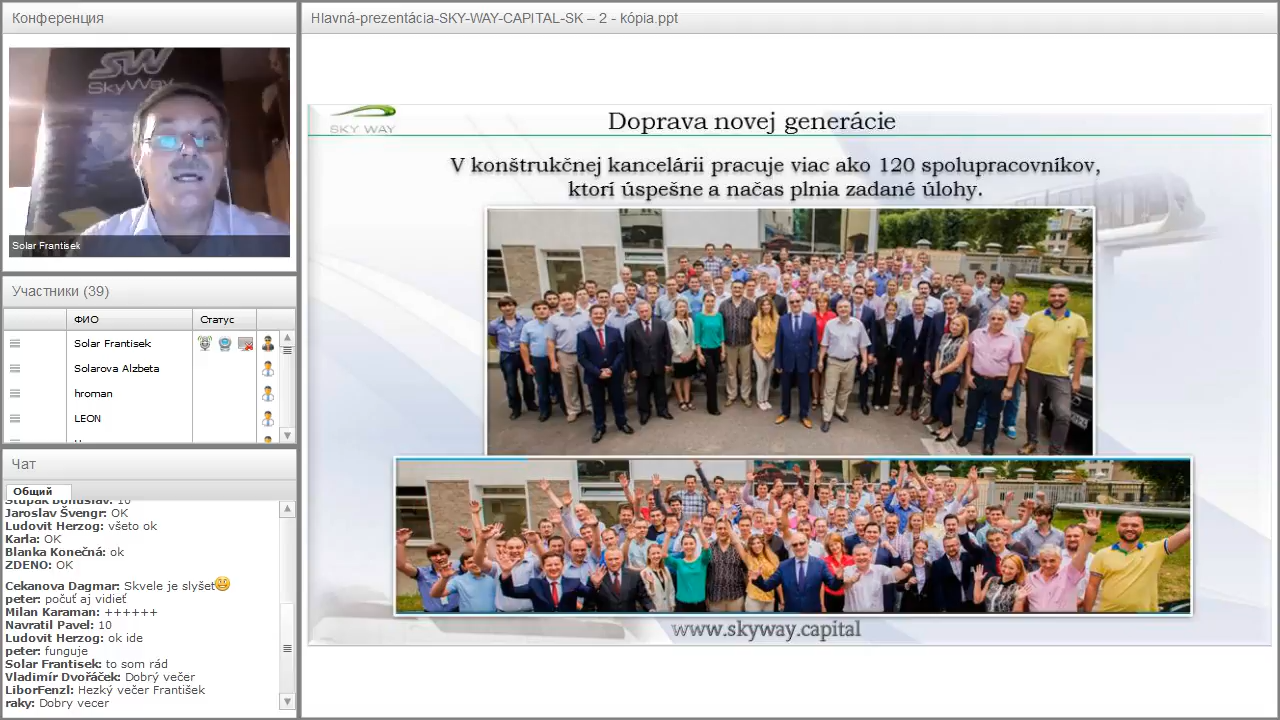 Конференция
SW
SkyWay
Solar Frantisek
Участники (39)
ФИО
Статус
Solar Frantisek
Solarova Alzbeta
hroman
LEON
Чат
Общий
Stupak Bohuslav: 10
Jaroslav Švengr: OK
Ludovit Herzog: všeto ok
Karla: OK
Blanka Konečná: ok
ZDENO: OK
Cekanova Dagmar: Skvele je slyšet
peter: počuť aj vidieť
Milan Karaman: ++++++
Navratil Pavel: 10
Ludovit Herzog: ok ide
peter: funguje
Solar Frantisek: to som rád
Vladimír Dvořáček: Dobrý večer
LiborFenzl: Hezký večer František
raky: Dobry vecer
Hlavná-prezentácia-SKY-WAY-CAPITAL-SK – 2 - kópia.ppt
SKY WAY
Doprava novej generácie
V konštrukčnej kancelárii pracuje viac ako 120 spolupracovníkov,
ktorí úspešne a načas plnia zadané úlohy.
www.skyway.capital